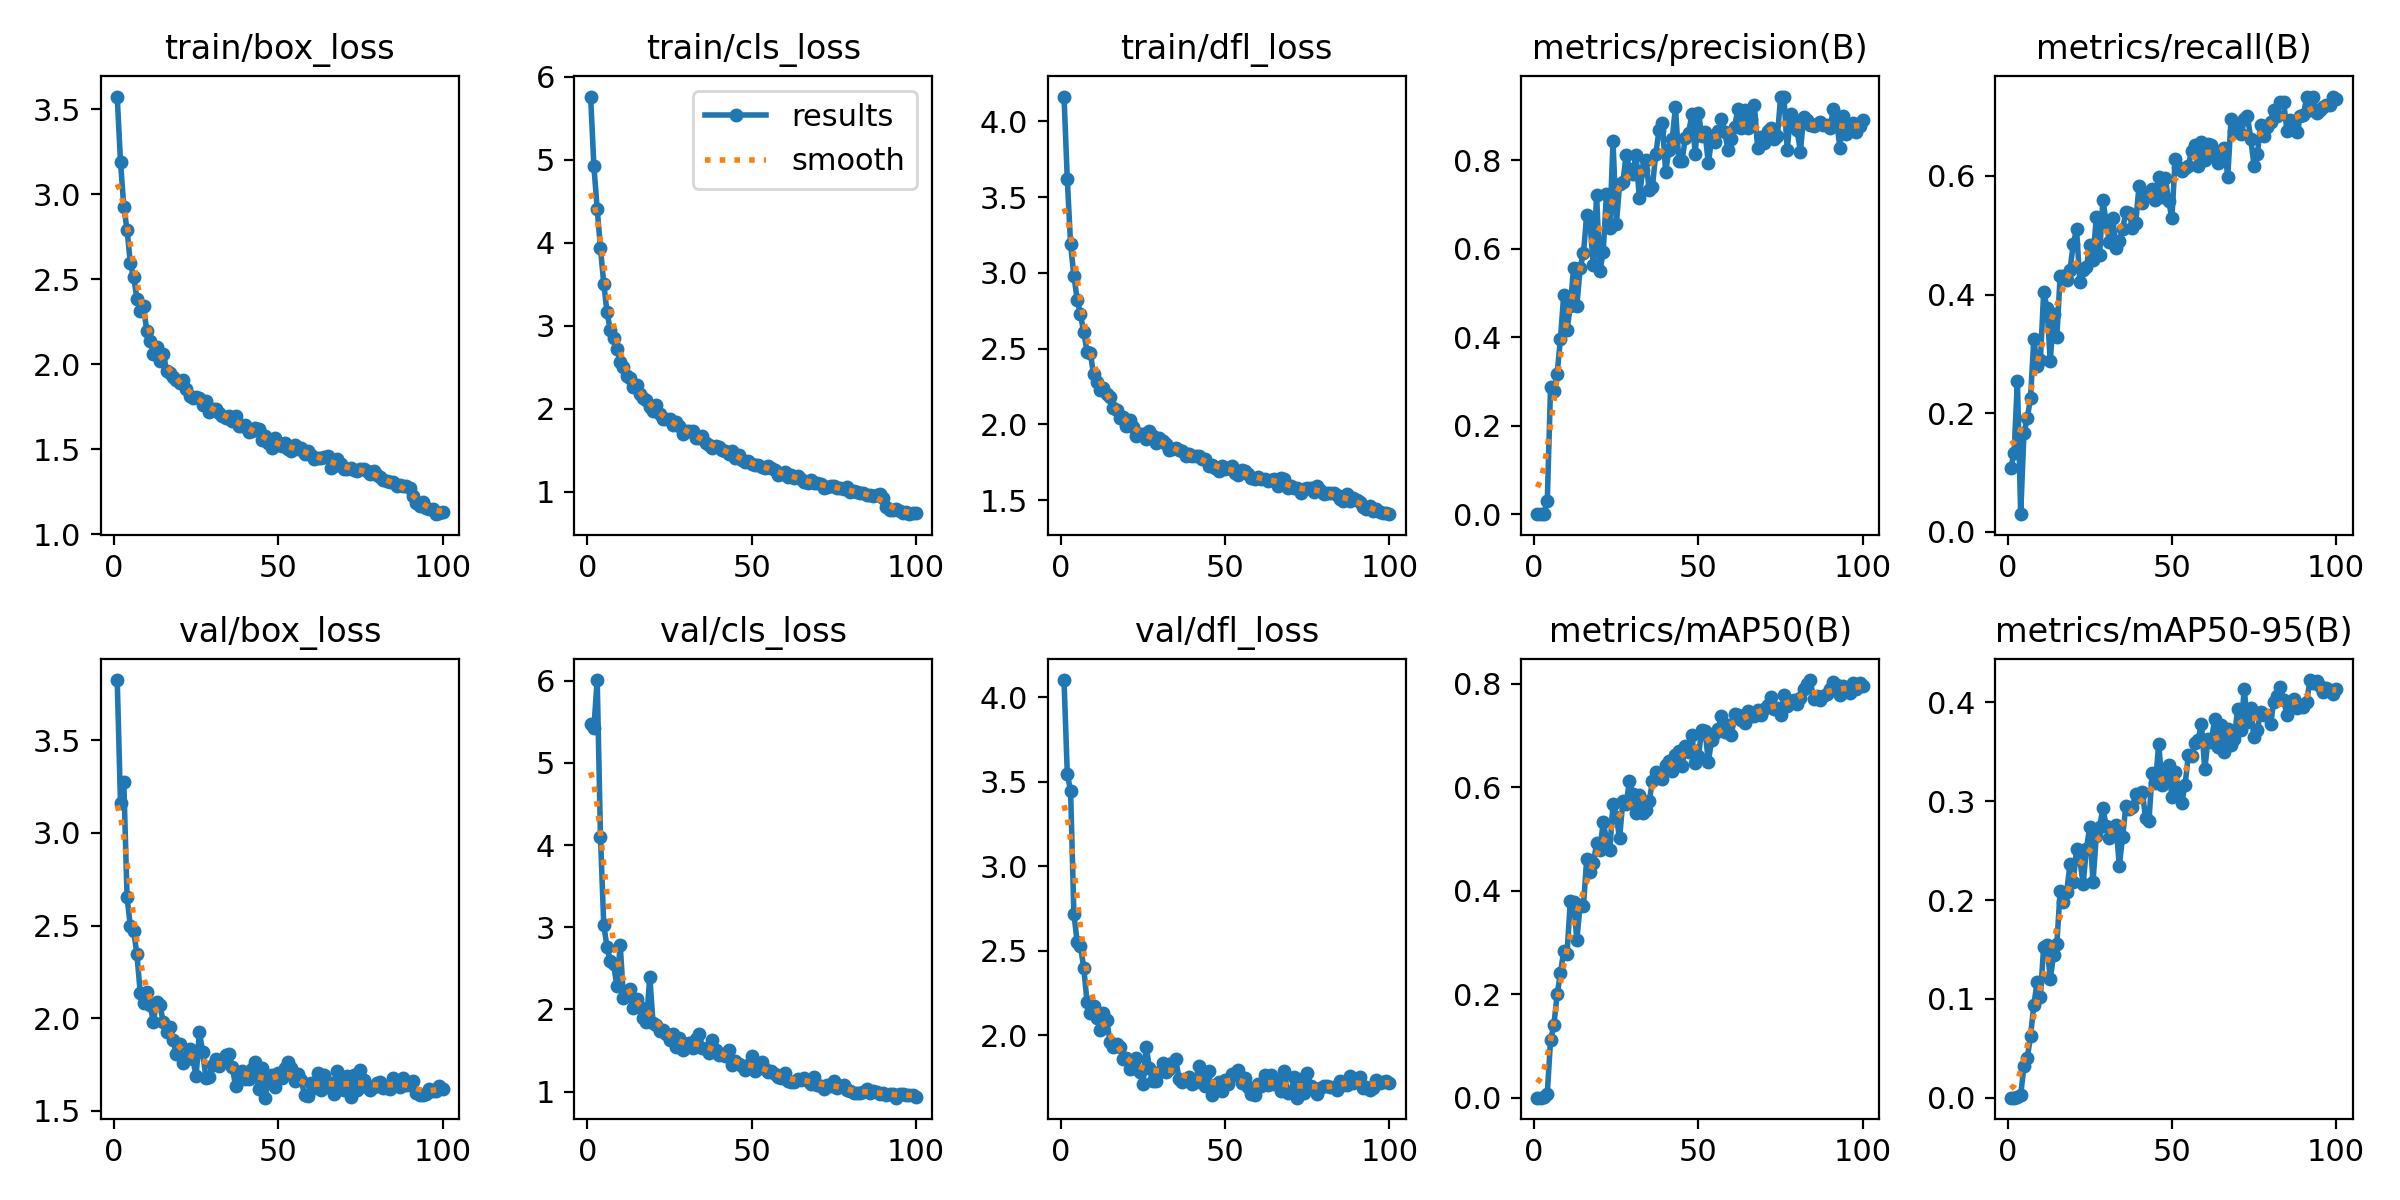 train/box_loss
3.5
3.0
2.5
2.0
1.5
1.0
0 50 100
train/cls_loss
6
5
4
3
2
1
0 50 100
results
smooth
train/dfl_loss
4.0
3.5
3.0
2.5
2.0
1.5
0 50 100
metrics/precision(B)
0.8
0.6
0.4
0.2
0.0
0 50 100
metrics/recall(B)
0.6
0.4
0.2
0.0
0 50 100
val/box_loss
3.5
3.0
2.5
2.0
1.5
0 50 100
val/cls_loss
6
5
4
3
2
1
0 50 100
val/dfl_loss
4.0
3.5
3.0
2.5
2.0
0 50 100
metrics/mAP50(B)
0.8
0.6
0.4
0.2
0.0
0 50 100
metrics/mAP50-95(B)
0.4
0.3
0.2
0.1
0.0
0 50 100